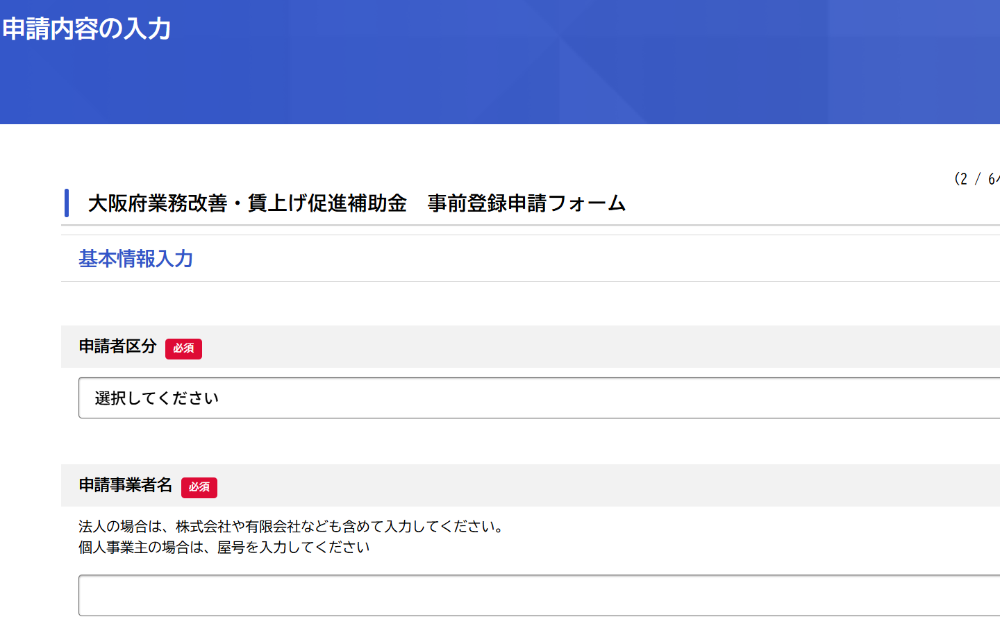 申請内容の入力
(2 / 6
大阪府業務改善・賃上げ促進補助金　事前登録申請フォーム
基本情報入力
申請者区分 必須
選択してください
申請事業者名 必須
法人の場合は、株式会社や有限会社なども含めて入力してください。
個人事業主の場合は、屋号を入力してください